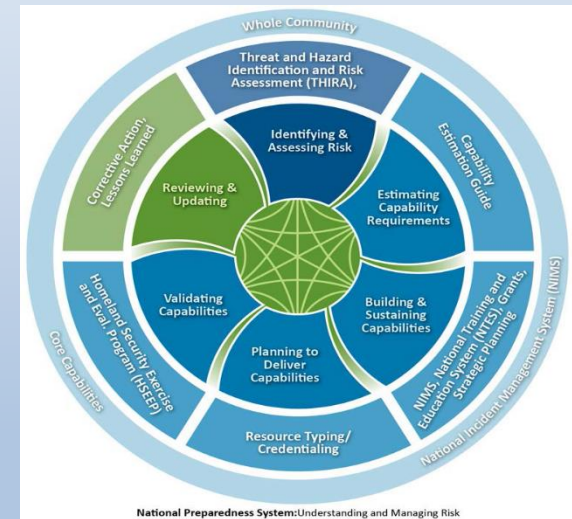 Whole Community
Threat and Hazard
Identification and Risk
Assessment (THIRA),
Identifying &
Assessing Risk
Capability
Estimation Guide
Estimating
Capability
Requirements
NIMS, National Training and
Education System (NTES), Grants,
Strategic Planning
Building &
Sustaining
Capabilities
National Incident Management System (NIMS)
Resource Typing/
Credentialing
Planning to
Deliver
Capabilities
Homeland Security Exercise
and Eval. Program (HSEEP)
Validating
Capabilities
Core Capabilities
Corrective Action,
Lessons Learned
Reviewing &
Updating
National Preparedness System:Understanding and Managing Risk